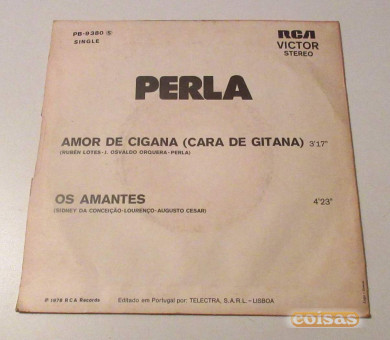 PB-9380 S
SINGLE
RCA
VICTOR
STEREO
PERLA
AMOR DE CIGANA (CARA DE GITANA) 3'17"
(RUBÉN LOTES-J. OSVALDO ORQUERA-PERLA)
OS AMANTES 4'23"
(SIDNEY DA CONCEIÇÃO-LOURENÇO-AUGUSTO CESAR)
℗ 1978 RCA Records
Editado em Portugal por: TELECTRA, S.A.R.L.-LISBOA
coisas